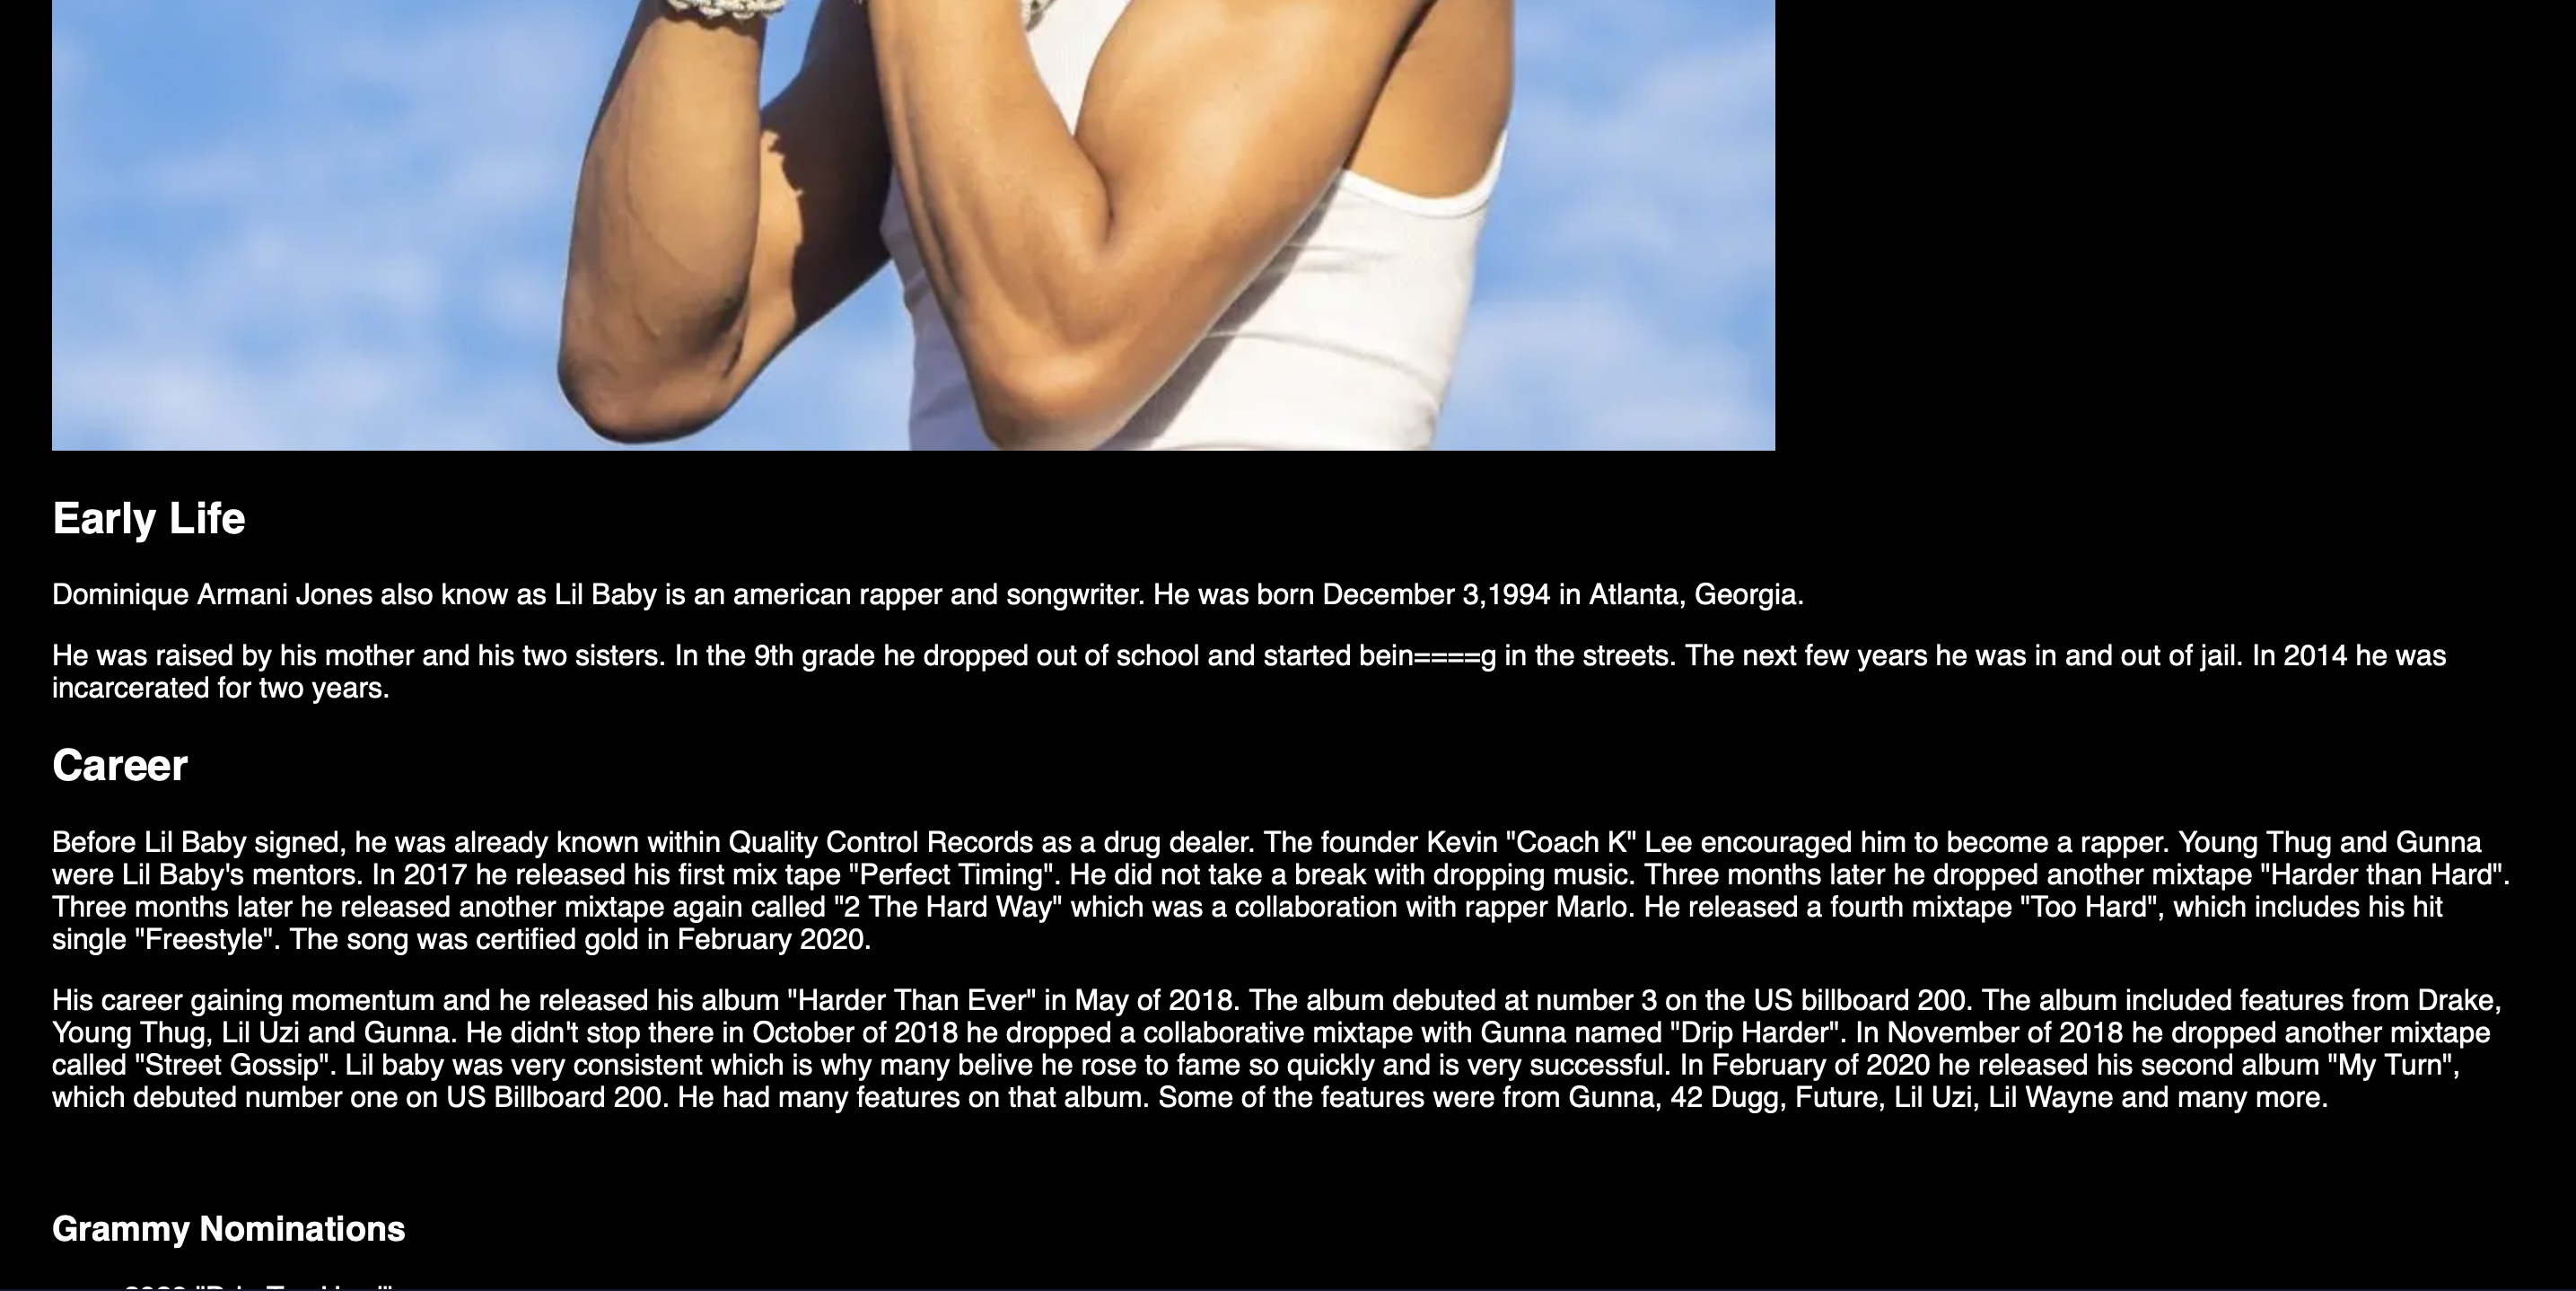 Early Life
Dominique Armani Jones also know as Lil Baby is an american rapper and songwriter. He was born December 3,1994 in Atlanta, Georgia.
He was raised by his mother and his two sisters. In the 9th grade he dropped out of school and started bein====g in the streets. The next few years he was in and out of jail. In 2014 he was
incarcerated for two years.
Career
Before Lil Baby signed, he was already known within Quality Control Records as a drug dealer. The founder Kevin "Coach K" Lee encouraged him to become a rapper. Young Thug and Gunna
were Lil Baby's mentors. In 2017 he released his first mix tape "Perfect Timing". He did not take a break with dropping music. Three months later he dropped another mixtape "Harder than Hard".
Three months later he released another mixtape again called "2 The Hard Way" which was a collaboration with rapper Marlo. He released a fourth mixtape "Too Hard", which includes his hit
single "Freestyle". The song was certified gold in February 2020.
His career gaining momentum and he released his album "Harder Than Ever" in May of 2018. The album debuted at number 3 on the US billboard 200. The album included features from Drake,
Young Thug, Lil Uzi and Gunna. He didn't stop there in October of 2018 he dropped a collaborative mixtape with Gunna named "Drip Harder". In November of 2018 he dropped another mixtape
called "Street Gossip". Lil baby was very consistent which is why many belive he rose to fame so quickly and is very successful. In February of 2020 he released his second album "My Turn",
which debuted number one on US Billboard 200. He had many features on that album. Some of the features were from Gunna, 42 Dugg, Future, Lil Uzi, Lil Wayne and many more.
Grammy Nominations